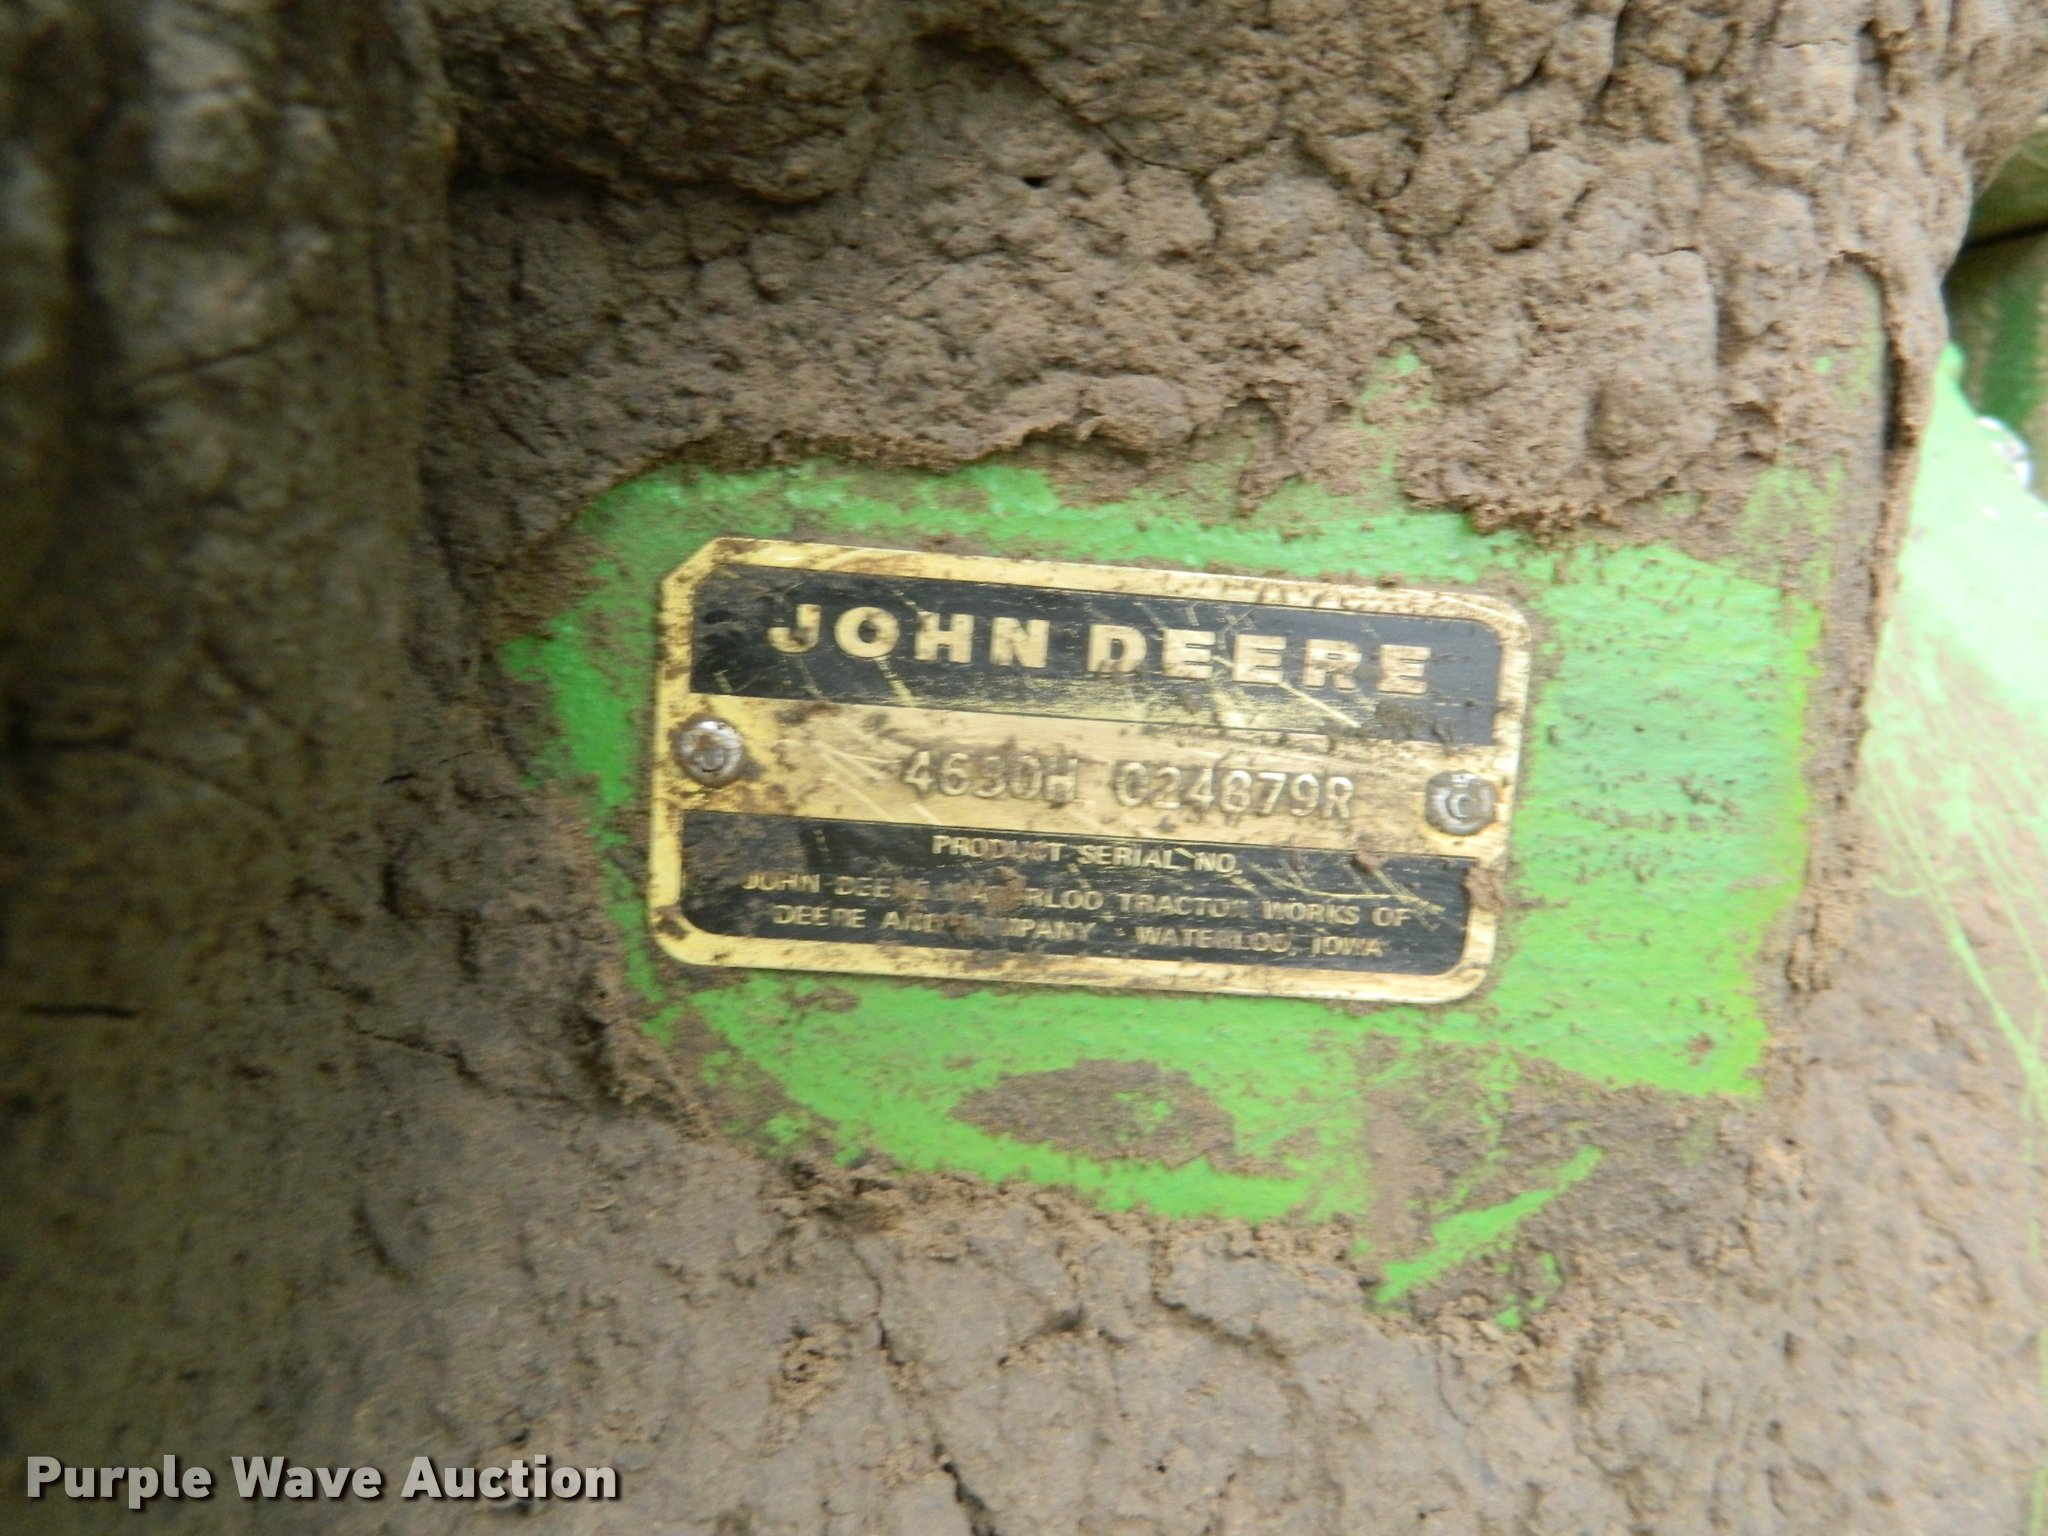 JOHN DEERE
4630H 024879R
PRODUCT SERIAL NO.
JOHN DEERE WATERLOO TRACTOR WORKS OF
DEERE AND COMPANY - WATERLOO, IOWA
Purple Wave Auction